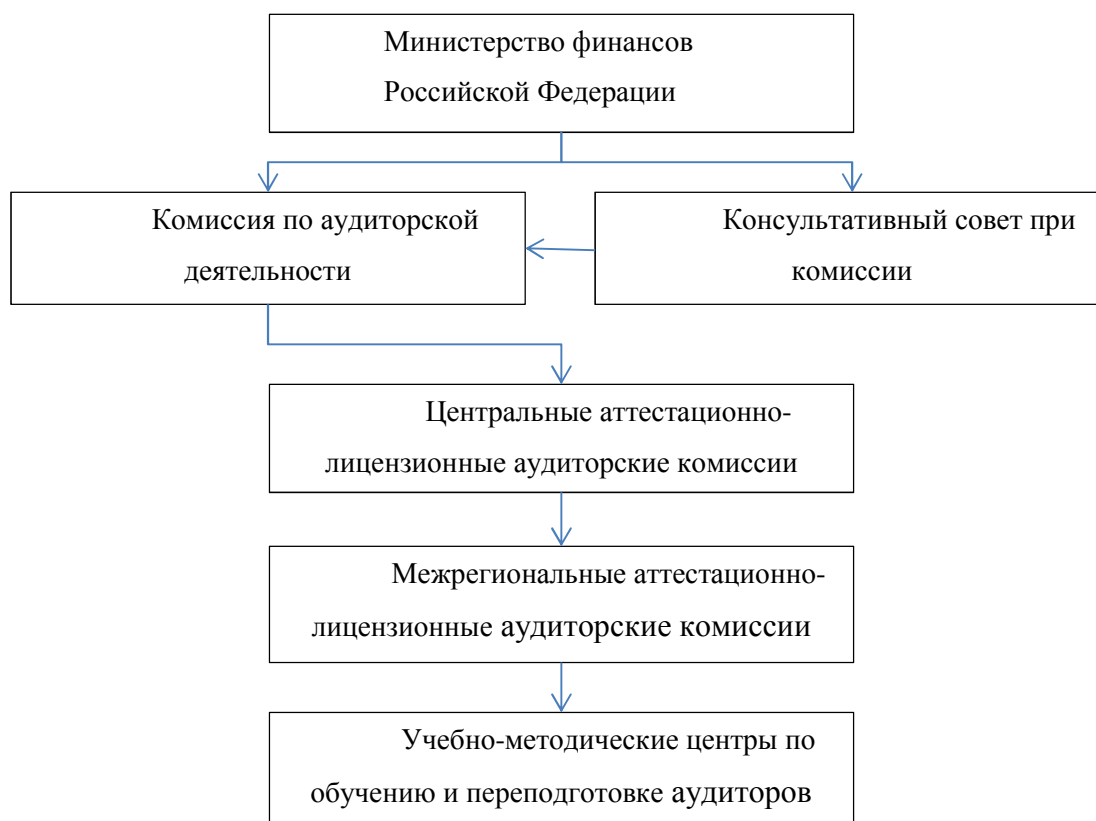 Министерство финансов
Российской Федерации
Комиссия по аудиторской
деятельности
Консультативный совет при
комиссии
Центральные аттестационно-
лицензионные аудиторские комиссии
Межрегиональные аттестационно-
лицензионные аудиторские комиссии
Учебно-методические центры по
обучению и переподготовке аудиторов